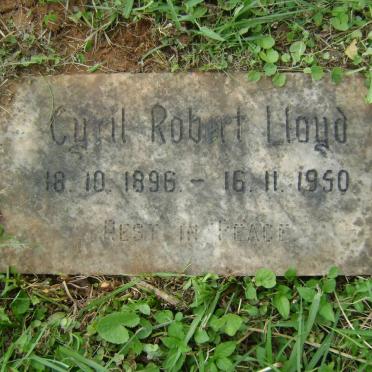 Cyril Robert Lloyd
18.10.1896 - 16.11.1950
REST IN PEACE